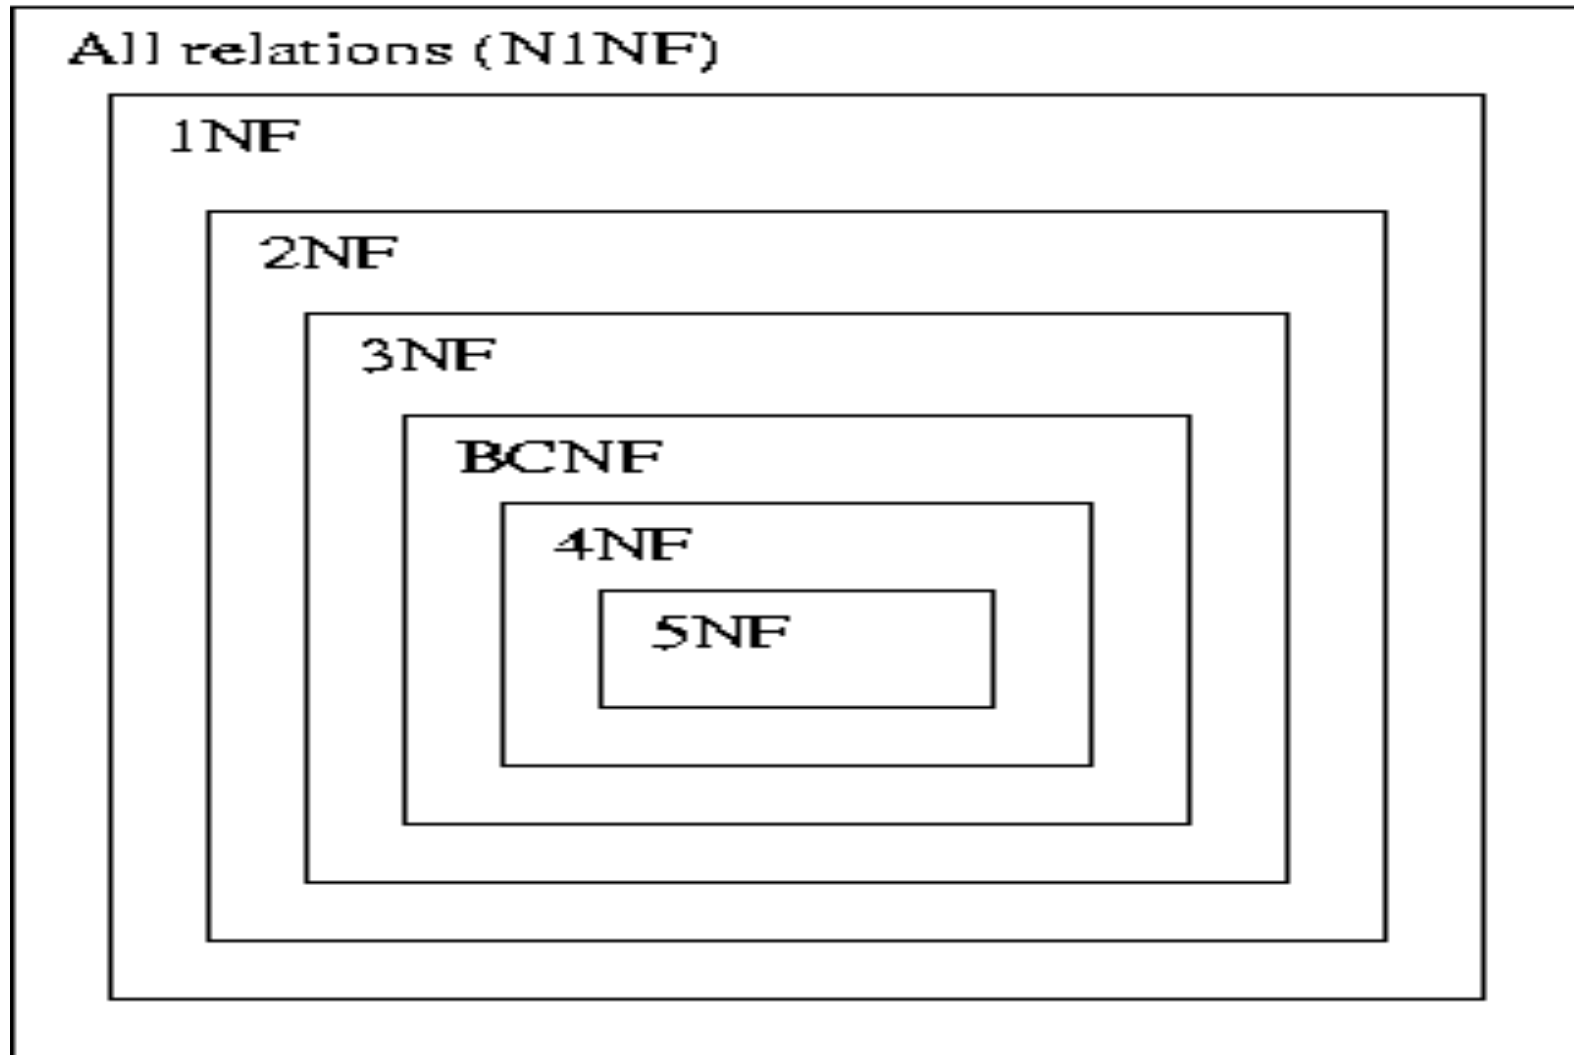 All relations (N1NF)
1NF
2NF
3NF
BCNF
4NF
5NF